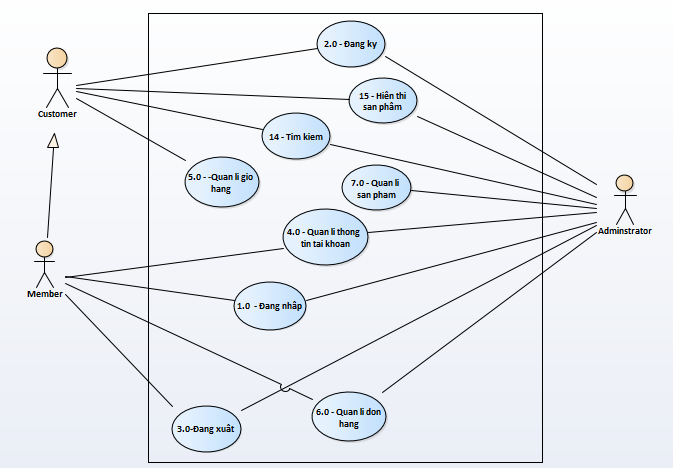 2.0 - Đang ky
15 - Hiên thi
san phâm
Customer
14 - Tim kiem
5.0 - -Quan li gio
hang
7.0 - Quan li
san pham
4.0 - Quan li thong
tin tai khoan
Adminstrator
Member
1.0 - Đang nhâp
6.0 - Quan li don
hang
3.0-Đang xuât